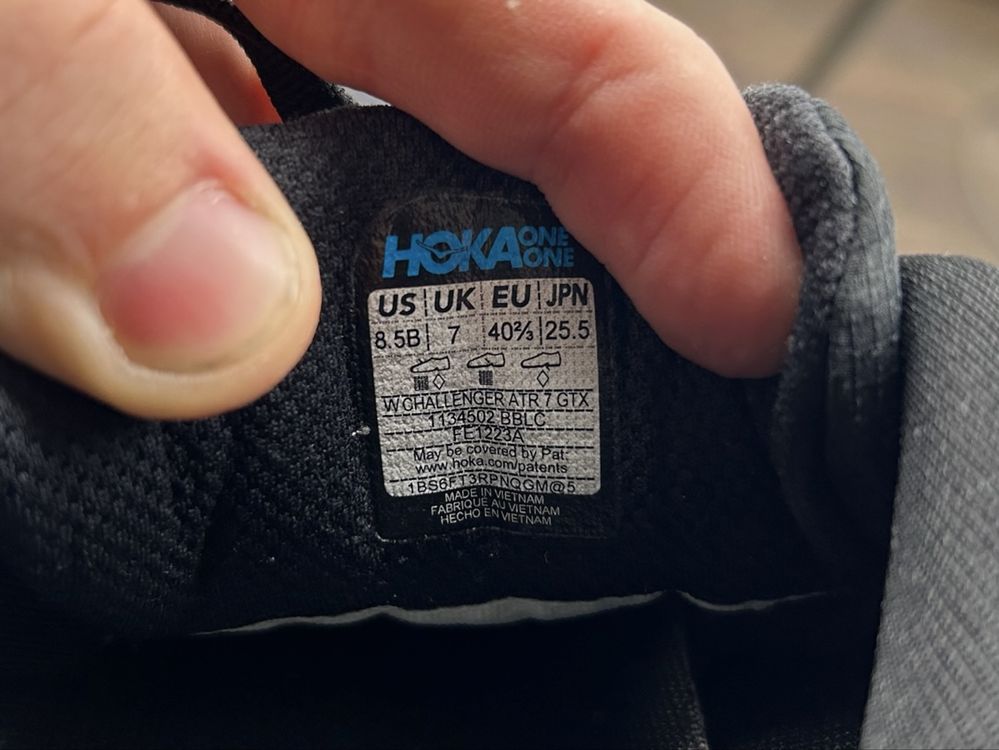 HOKA ONE ONE
US UK EU JPN
8.5B 7 40⅔ 25.5
W CHALLENGER ATR 7 GTX
1134502 BBLC
FE1223A
May be covered by Pat:
www.hoka.com/patents
1BS6FT3RPNQGM@5
MADE IN VIETNAM
FABRIQUÉ AU VIETNAM
HECHO EN VIETNAM